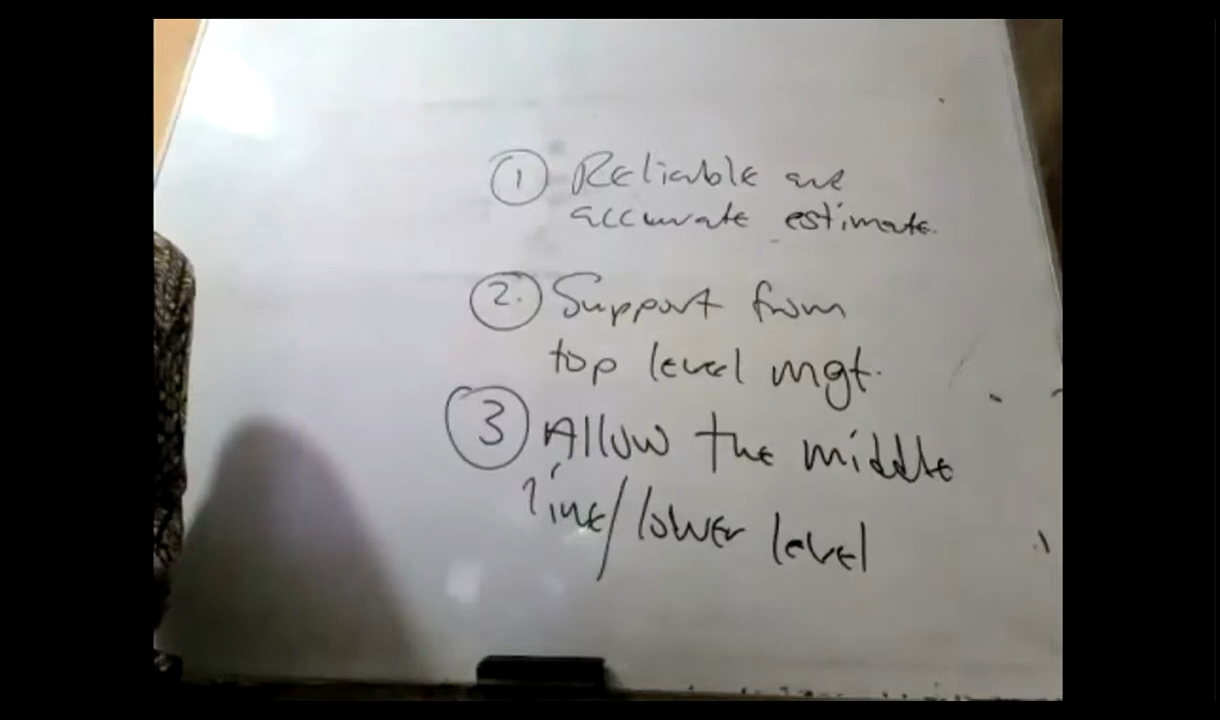 ① Reliable and
accurate estimate.
② Support from
top level mgt.
③ Allow the middle
line/lower level